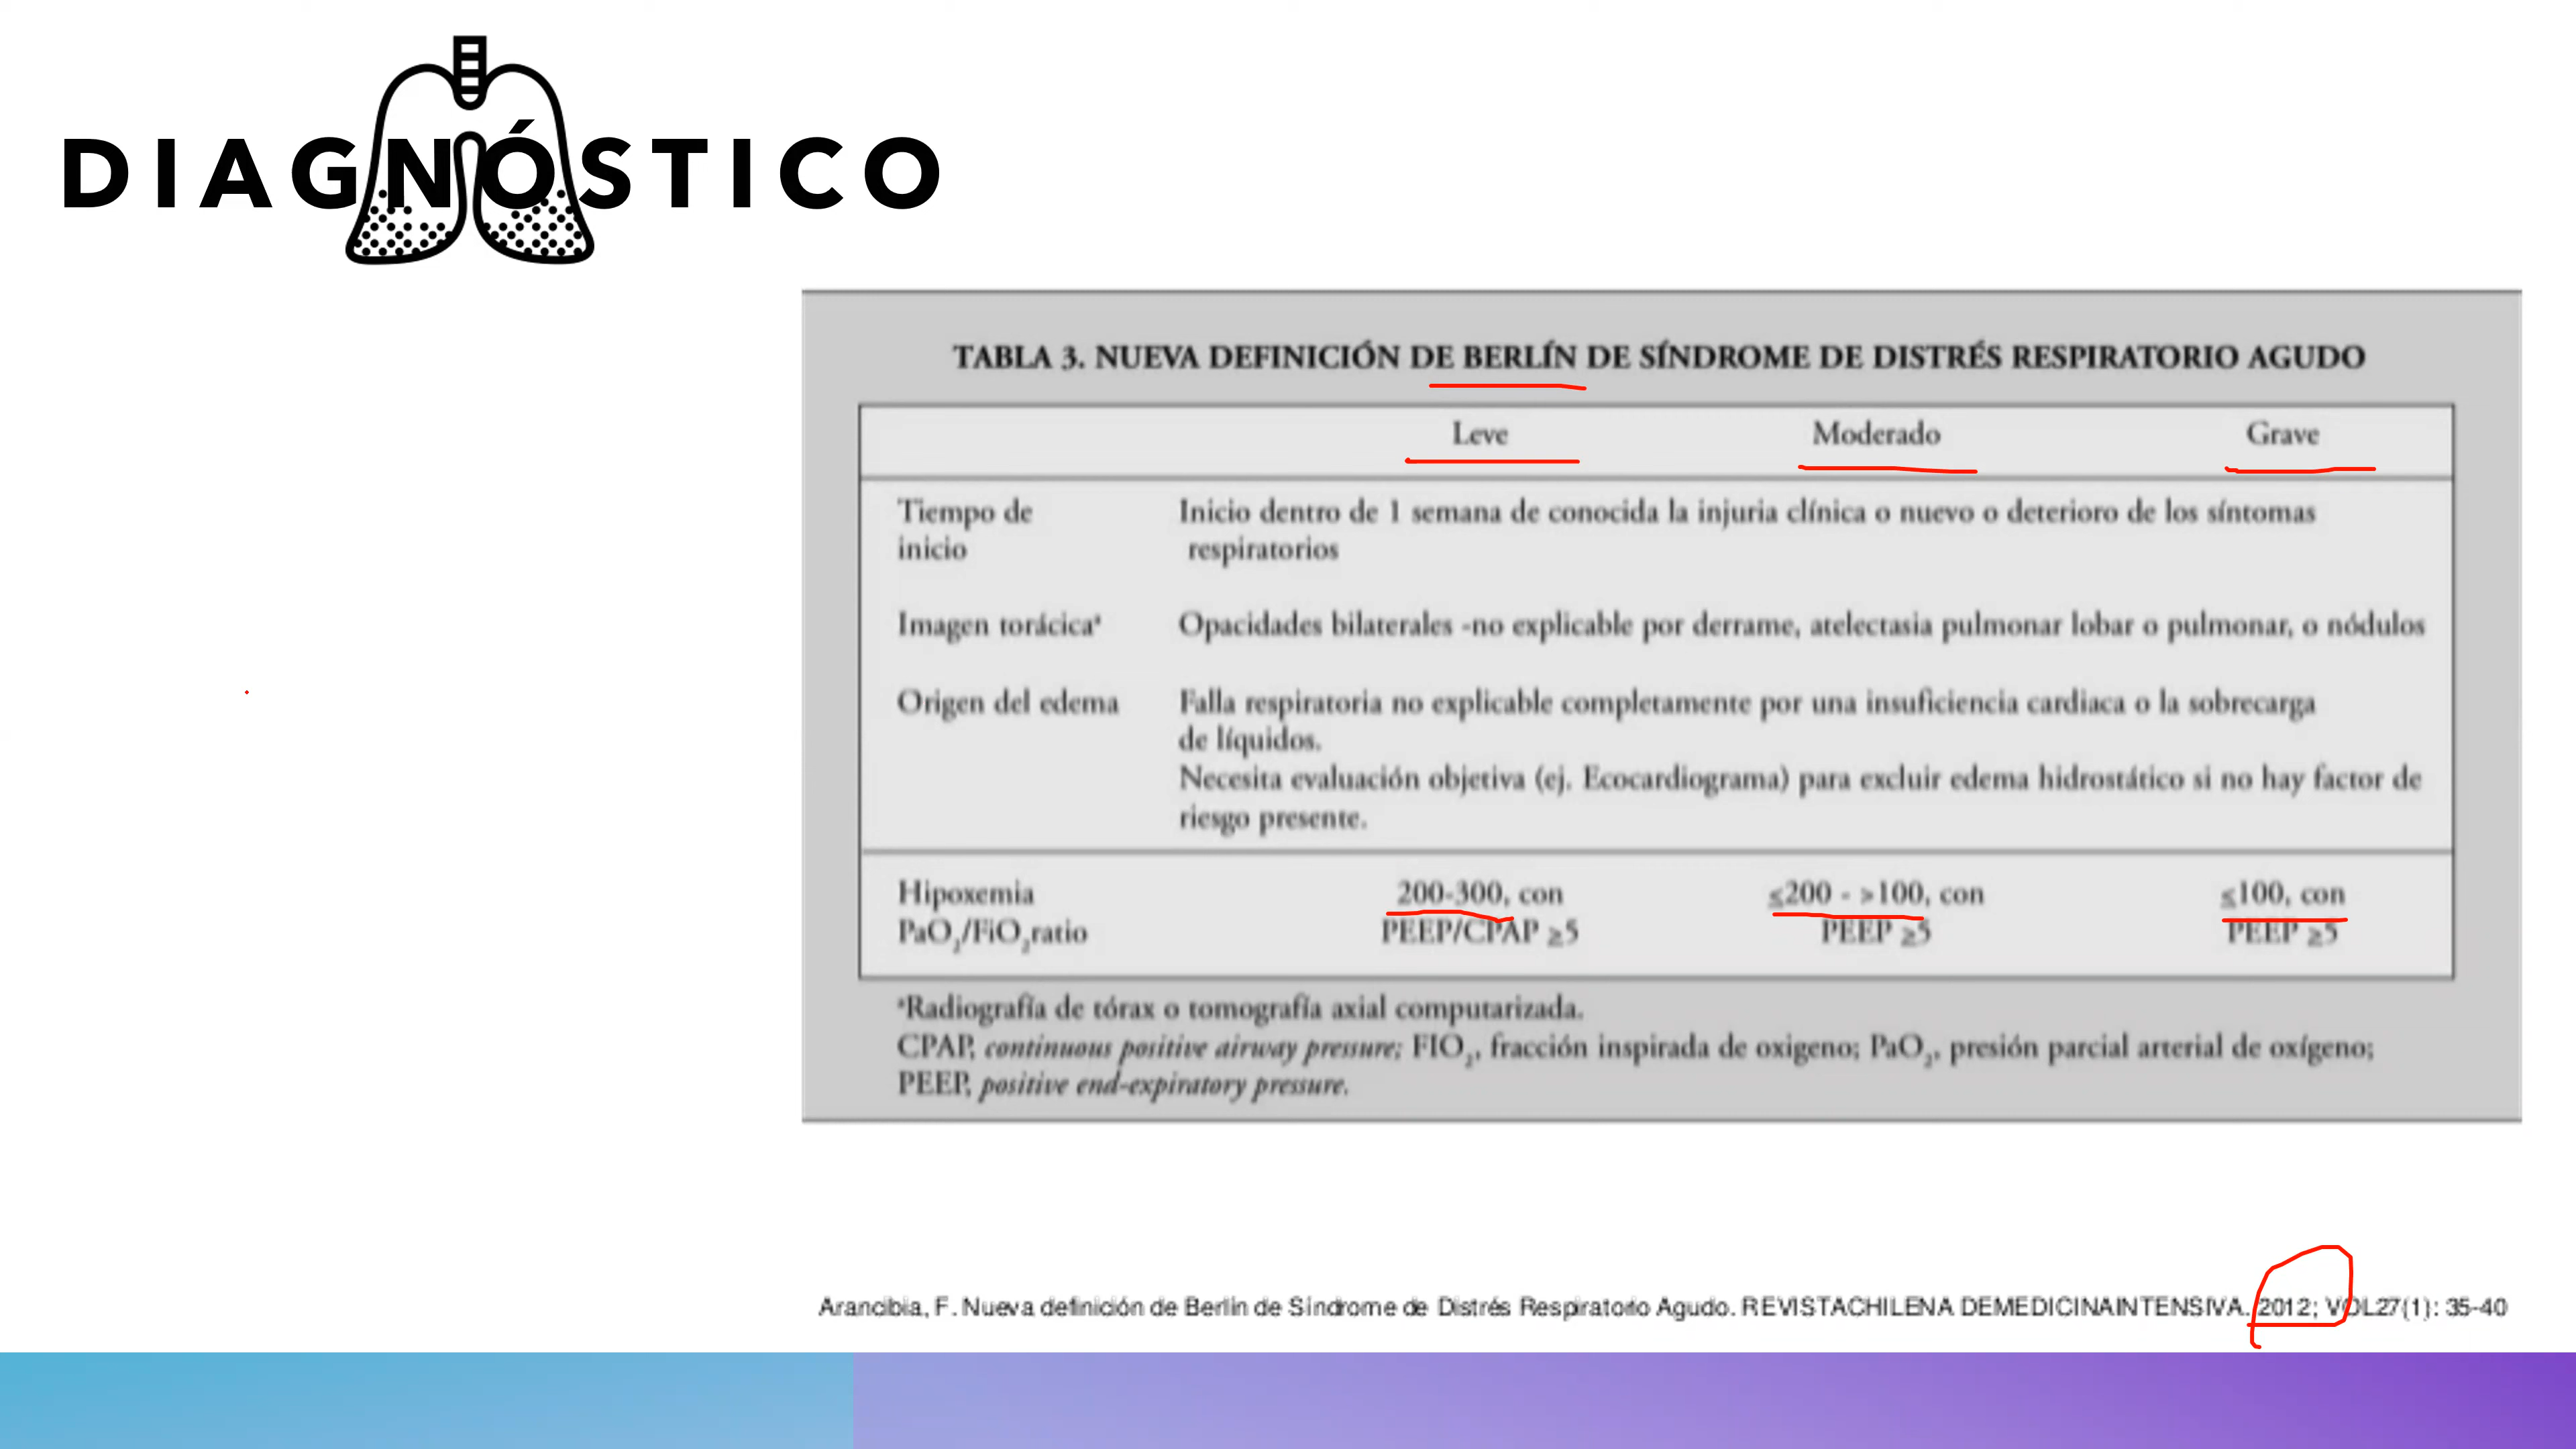 DIAGNÓSTICO
TABLA 3. NUEVA DEFINICIÓN DE BERLÍN DE SÍNDROME DE DISTRÉS RESPIRATORIO AGUDO
Leve Moderado Grave
Tiempo de Inicio dentro de 1 semana de conocida la injuria clínica o nuevo o deterioro de los síntomas
inicio respiratorios
Imagen torácicaª Opacidades bilaterales -no explicable por derrame, atelectasia pulmonar lobar o pulmonar, o nódulos
Origen del edema Falla respiratoria no explicable completamente por una insuficiencia cardiaca o la sobrecarga
de líquidos.
Necesita evaluación objetiva (ej. Ecocardiograma) para excluir edema hidrostático si no hay factor de
riesgo presente.
Hipoxemia 200-300, con ≤200 - >100, con ≤100, con
PaO₂/FiO₂ratio PEEP/CPAP ≥5 PEEP ≥5 PEEP ≥5
ªRadiografía de tórax o tomografía axial computarizada.
CPAP, continuous positive airway pressure; FIO₂, fracción inspirada de oxigeno; PaO₂, presión parcial arterial de oxígeno;
PEEP, positive end-expiratory pressure.
Arancibia, F. Nueva definición de Berlín de Síndrome de Distrés Respiratorio Agudo. REVISTACHILENA DEMEDICINAINTENSIVA. 2012; VOL27(1): 35-40